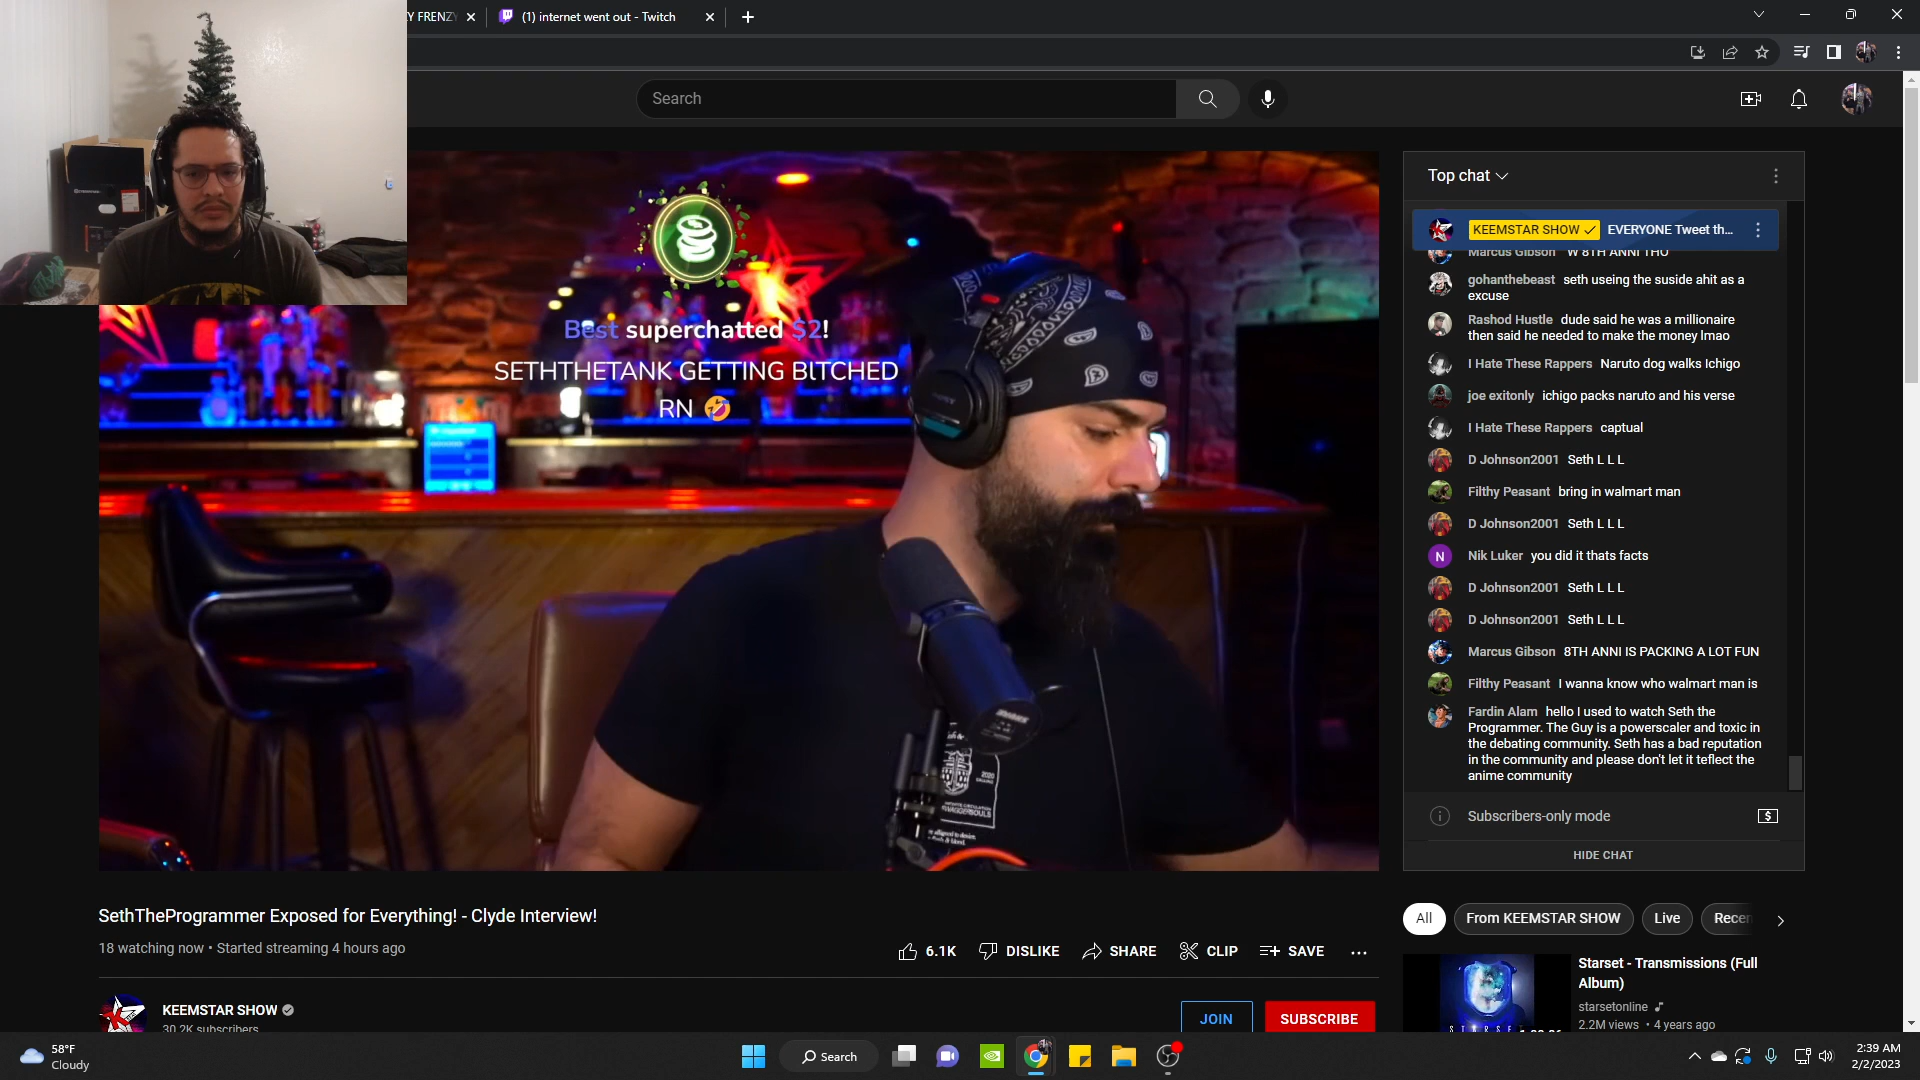 Y FRENZY
(1) internet went out - Twitch
Search
Best superchatted $2!
SETHTHETANK GETTING BITCHED
RN 🤣
Top chat
KEEMSTAR SHOW EVERYONE Tweet th...
Marcus Gibson W 8TH ANNI THO
gohanthebeast seth useing the suside ahit as a
excuse
Rashod Hustle dude said he was a millionaire
then said he needed to make the money lmao
I Hate These Rappers Naruto dog walks Ichigo
joe exitonly ichigo packs naruto and his verse
I Hate These Rappers captual
D Johnson2001 Seth L L L
Filthy Peasant bring in walmart man
D Johnson2001 Seth L L L
N Nik Luker you did it thats facts
D Johnson2001 Seth L L L
D Johnson2001 Seth L L L
Marcus Gibson 8TH ANNI IS PACKING A LOT FUN
Filthy Peasant I wanna know who walmart man is
Fardin Alam hello I used to watch Seth the
Programmer. The Guy is a powerscaler and toxic in
the debating community. Seth has a bad reputation
in the community and please don't let it teflect the
anime community
Subscribers-only mode
HIDE CHAT
2020
SethTheProgrammer Exposed for Everything! - Clyde Interview!
18 watching now • Started streaming 4 hours ago
6.1K DISLIKE SHARE CLIP SAVE ...
KEEMSTAR SHOW
30.2K subscribers
JOIN SUBSCRIBE
All From KEEMSTAR SHOW Live Recen
Starset - Transmissions (Full
Album)
starsetonline
2.2M views • 4 years ago
STARSET
58°F
Cloudy
Search
2:39 AM
2/2/2023